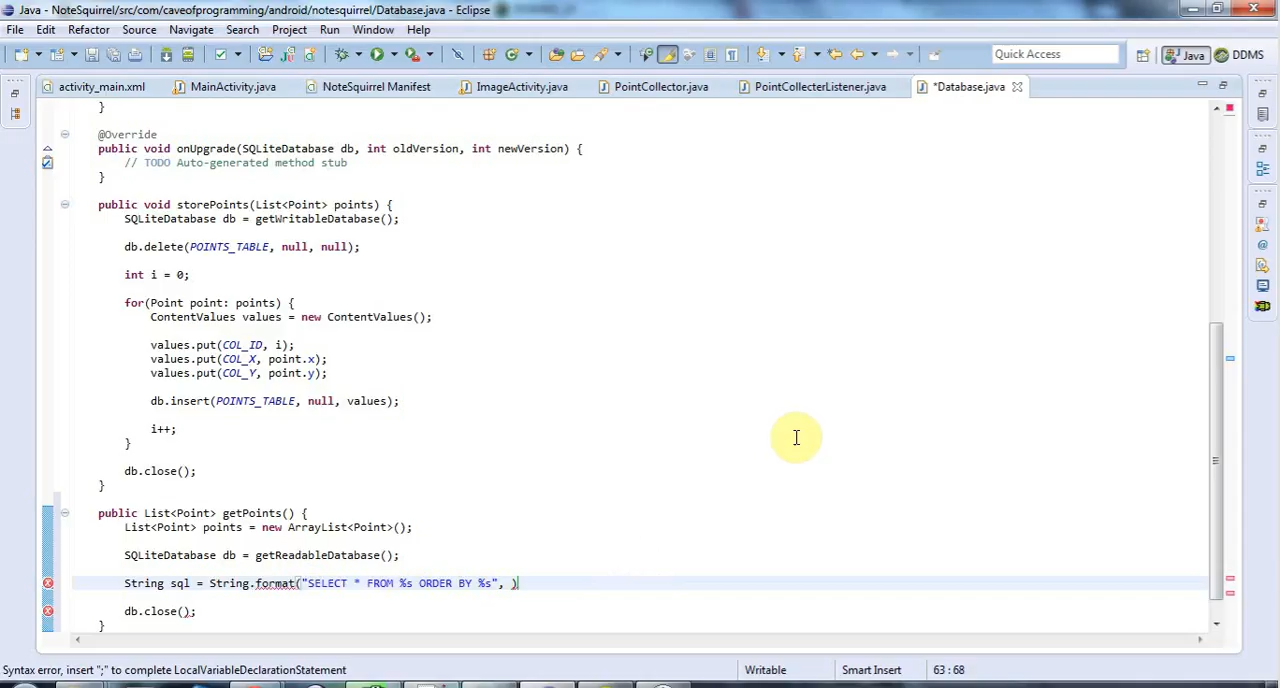 Java - NoteSquirrel/src/com/caveofprogramming/android/notesquirrel/Database.java - Eclipse
File Edit Refactor Source Navigate Search Project Run Window Help
Quick Access Java DDMS
activity_main.xml MainActivity.java NoteSquirrel Manifest ImageActivity.java PointCollector.java PointCollecterListener.java *Database.java
}
@Override
public void onUpgrade(SQLiteDatabase db, int oldVersion, int newVersion) {
// TODO Auto-generated method stub
}
public void storePoints(List<Point> points) {
SQLiteDatabase db = getWritableDatabase();
db.delete(POINTS_TABLE, null, null);
int i = 0;
for(Point point: points) {
ContentValues values = new ContentValues();
values.put(COL_ID, i);
values.put(COL_X, point.x);
values.put(COL_Y, point.y);
db.insert(POINTS_TABLE, null, values);
i++;
}
db.close();
}
public List<Point> getPoints() {
List<Point> points = new ArrayList<Point>();
SQLiteDatabase db = getReadableDatabase();
String sql = String.format("SELECT * FROM %s ORDER BY %s", )
db.close();
}
Syntax error, insert ";" to complete LocalVariableDeclarationStatement Writable Smart Insert 63 : 68